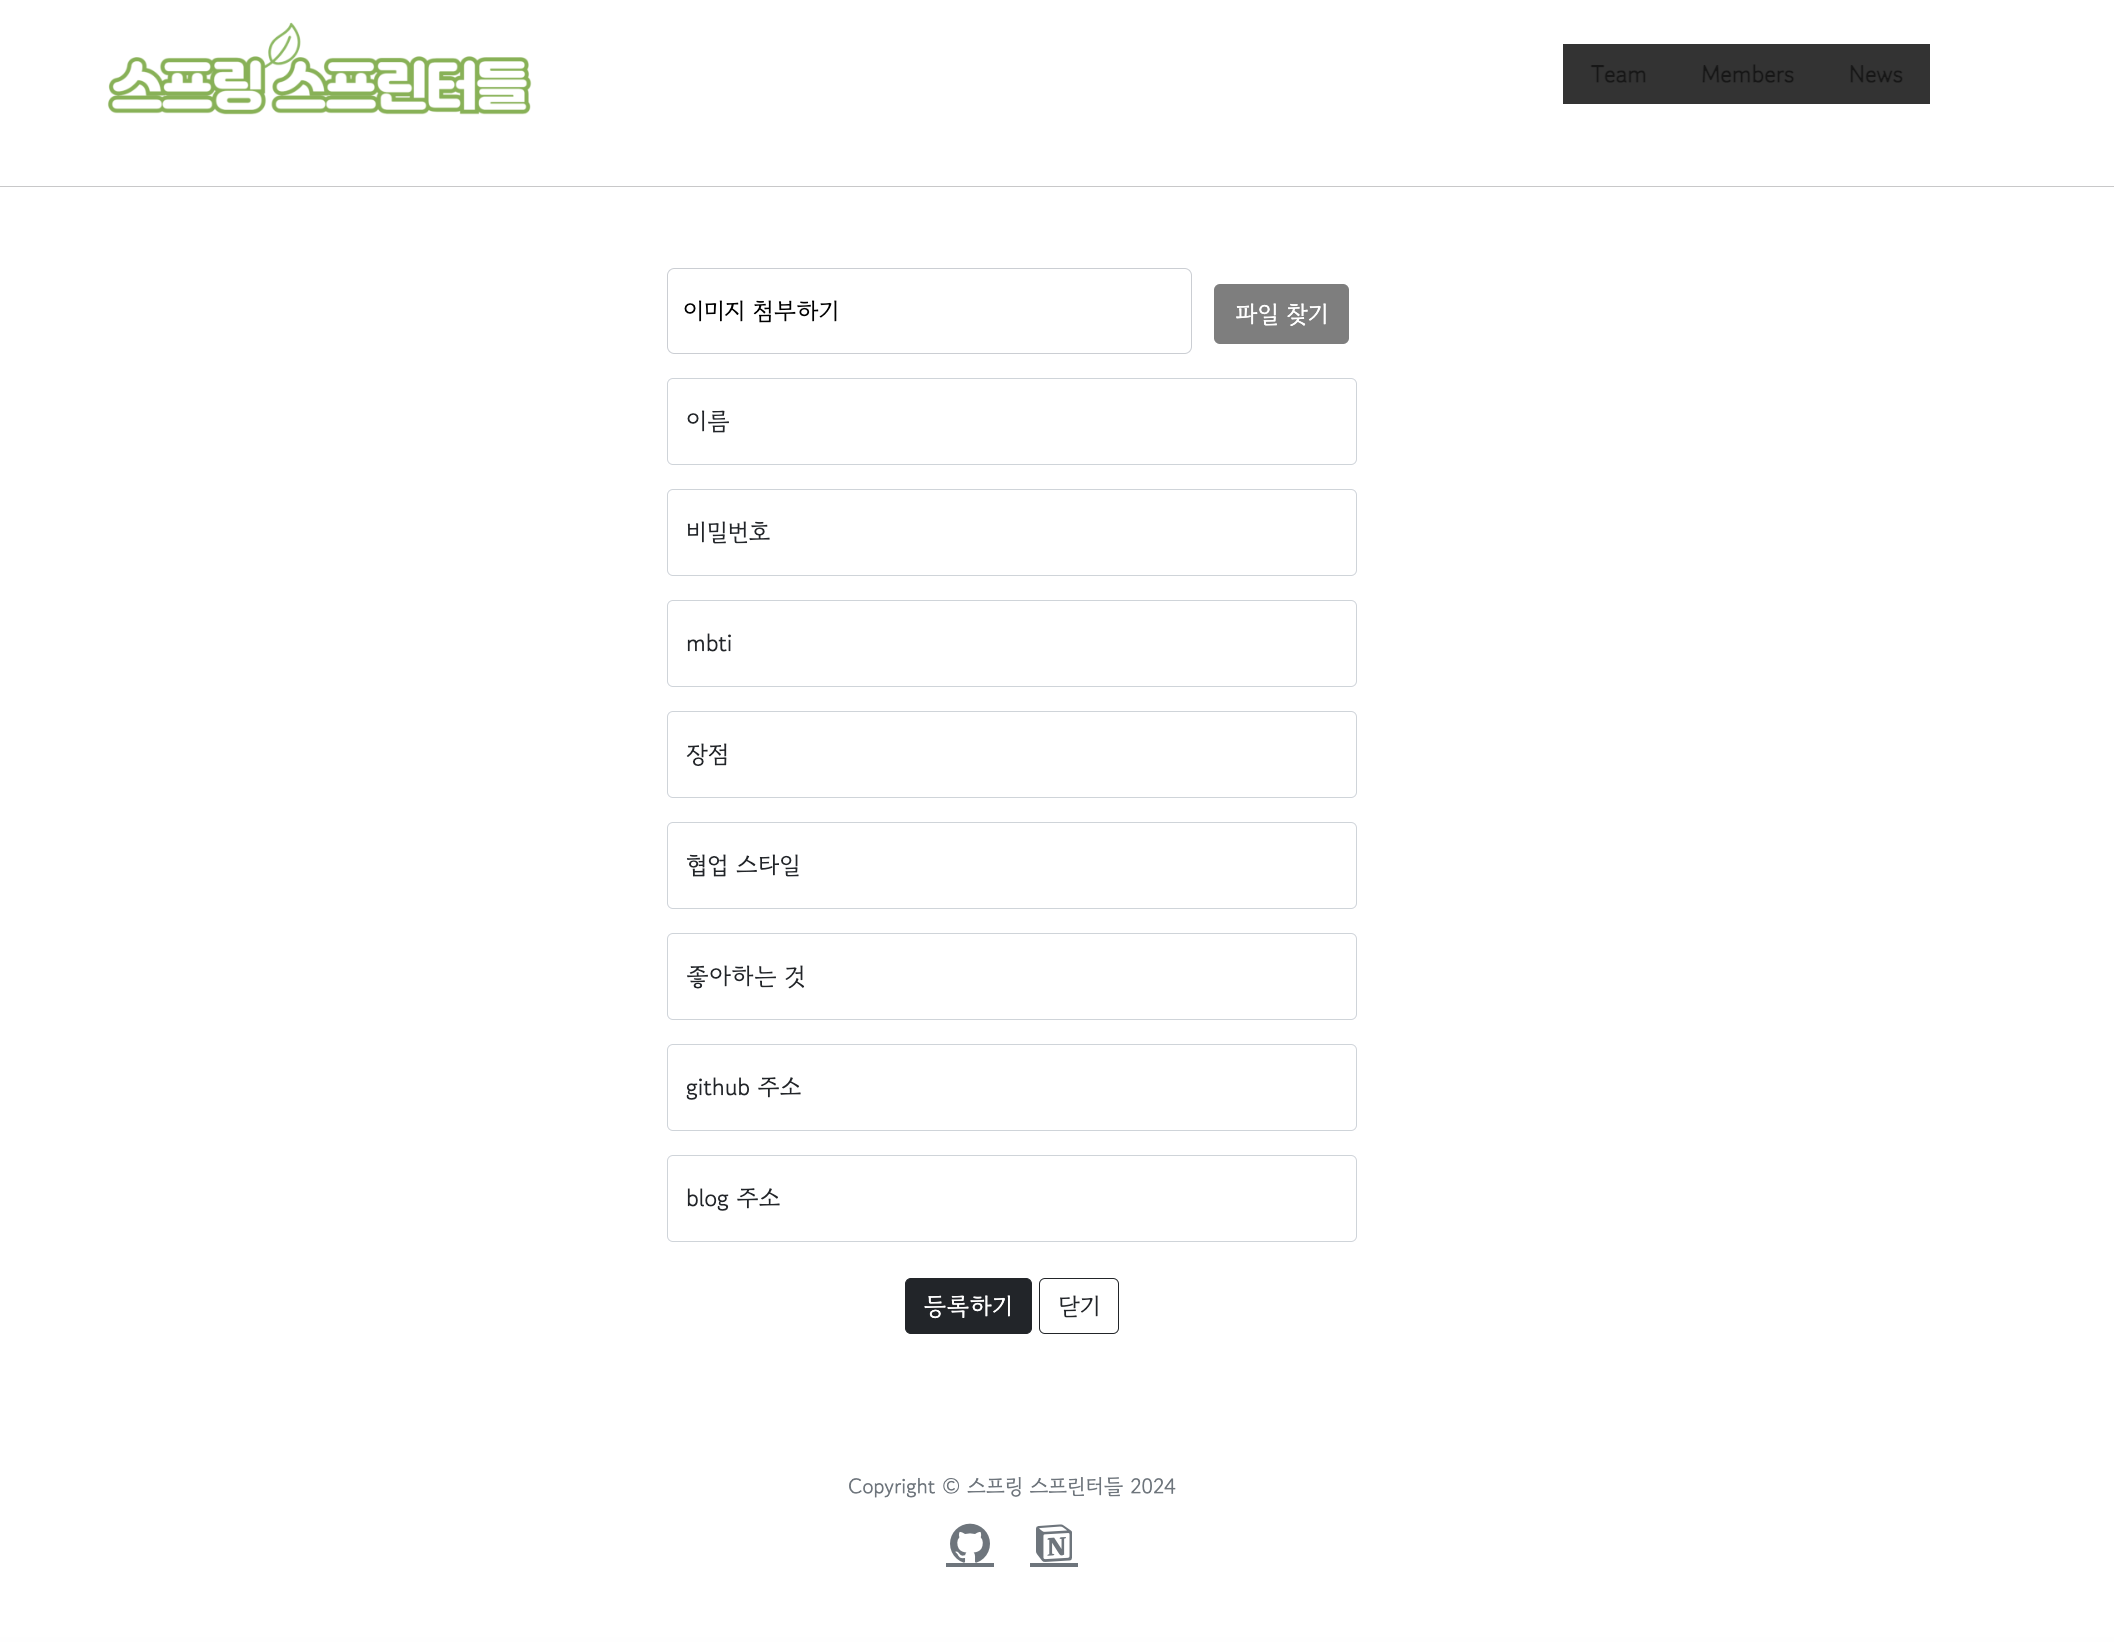 스프링 스프린터들
Team Members News
이미지 첨부하기
파일 찾기
이름
비밀번호
mbti
장점
협업 스타일
좋아하는 것
github 주소
blog 주소
등록하기 닫기
Copyright © 스프링 스프린터들 2024
N